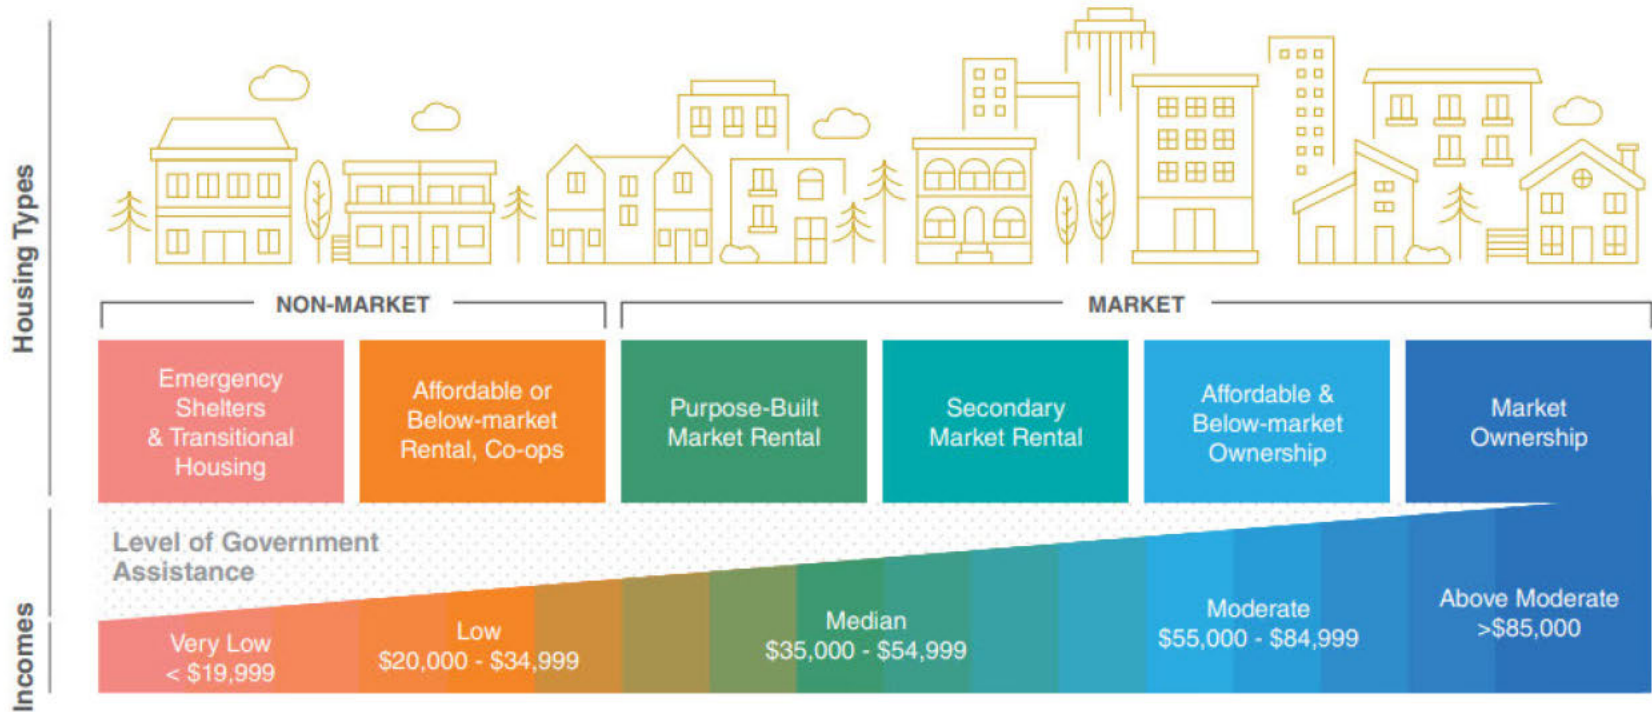 Housing Types
NON-MARKET
MARKET
Emergency
Shelters
& Transitional
Housing
Affordable or
Below-market
Rental, Co-ops
Purpose-Built
Market Rental
Secondary
Market Rental
Affordable &
Below-market
Ownership
Market
Ownership
Level of Government
Assistance
Incomes
Very Low
< $19,999
Low
$20,000 - $34,999
Median
$35,000 - $54,999
Moderate
$55,000 - $84,999
Above Moderate
>$85,000